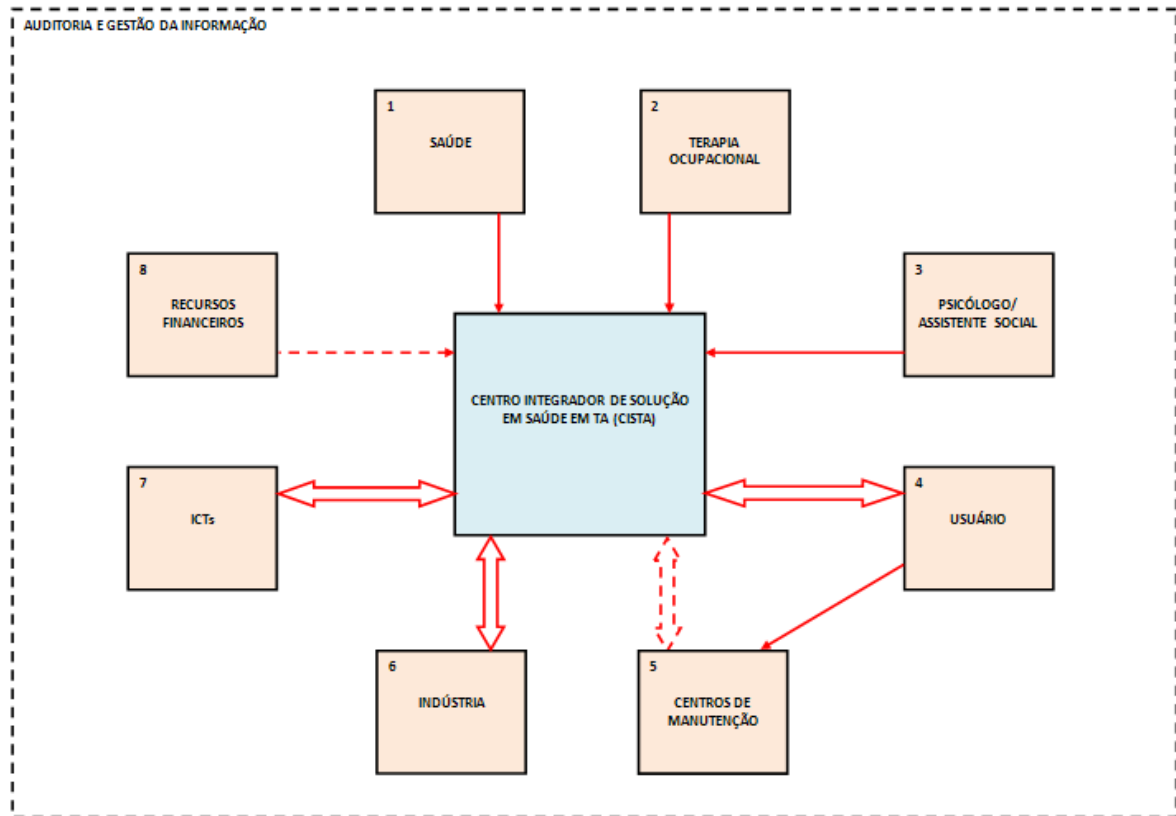 AUDITORIA E GESTÃO DA INFORMAÇÃO
1
SAÚDE
2
TERAPIA
OCUPACIONAL
8
RECURSOS
FINANCEIROS
3
PSICÓLOGO/
ASSISTENTE SOCIAL
CENTRO INTEGRADOR DE SOLUÇÃO
EM SAÚDE EM TA (CISTA)
7
ICTs
4
USUÁRIO
6
INDÚSTRIA
5
CENTROS DE
MANUTENÇÃO